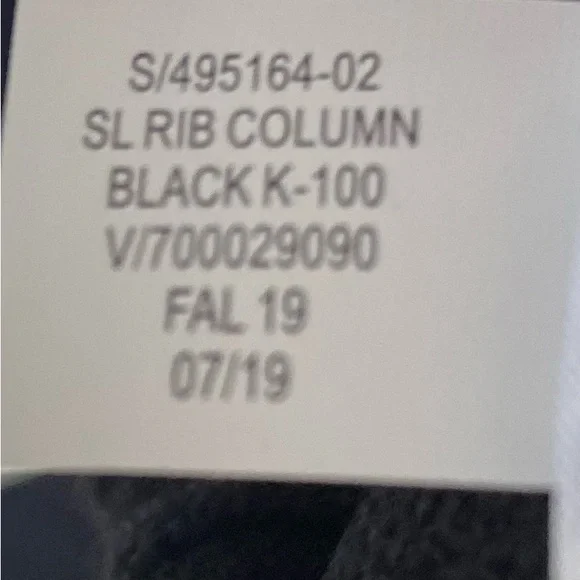 S/495164-02
SL RIB COLUMN
BLACK K-100
V/700029090
FAL 19
07/19